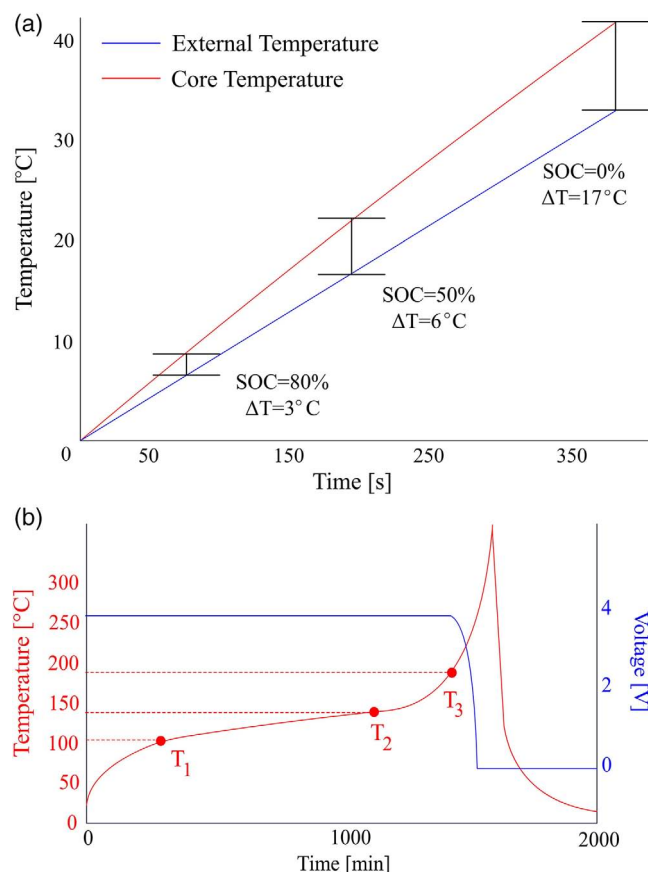 (a)
40
30
20
10
0
Temperature [°C]
External Temperature
Core Temperature
SOC=0%
ΔT=17°C
SOC=50%
ΔT=6°C
SOC=80%
ΔT=3°C
50
150
250
350
Time [s]
(b)
300
250
200
150
100
50
0
Temperature [°C]
T1
T2
T3
4
2
0
Voltage [V]
0
1000
2000
Time [min]